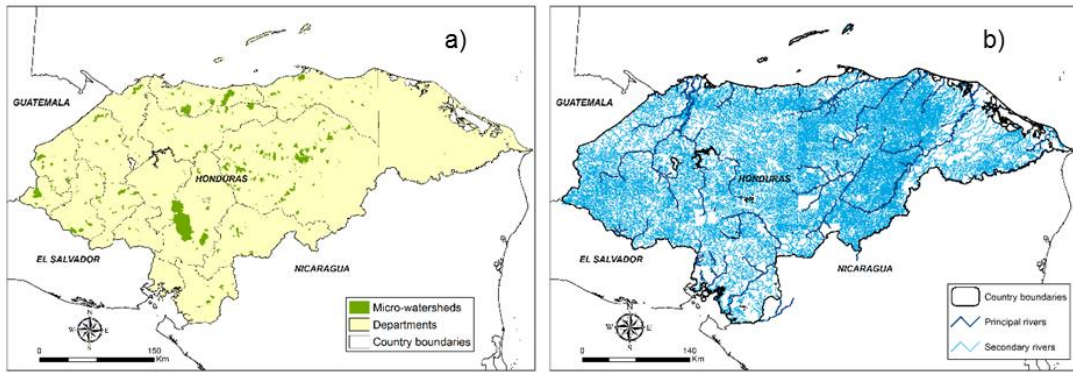 a)
GUATEMALA
HONDURAS
EL SALVADOR
NICARAGUA
Micro-watersheds
Departments
Country boundaries
N
W E
S
0 150
Km
b)
GUATEMALA
HONDURAS
EL SALVADOR
NICARAGUA
Country boundaries
Principal rivers
Secondary rivers
N
W E
S
0 140
Km